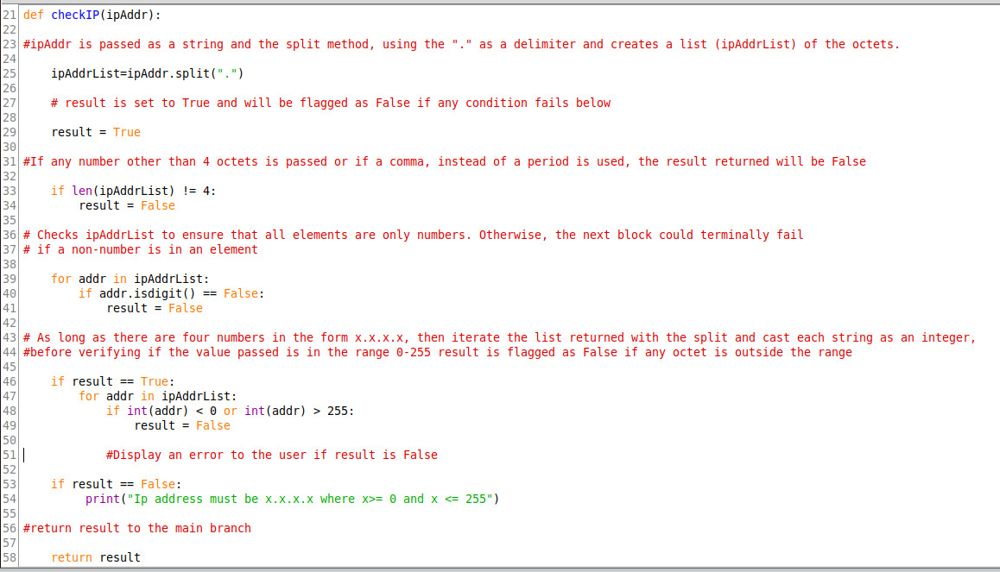 21 def checkIP(ipAddr):
22
23 #ipAddr is passed as a string and the split method, using the "." as a delimiter and creates a list (ipAddrList) of the octets.
24
25     ipAddrList=ipAddr.split(".")
26
27     # result is set to True and will be flagged as False if any condition fails below
28
29     result = True
30
31 #If any number other than 4 octets is passed or if a comma, instead of a period is used, the result returned will be False
32
33     if len(ipAddrList) != 4:
34         result = False
35
36 # Checks ipAddrList to ensure that all elements are only numbers. Otherwise, the next block could terminally fail
37 # if a non-number is in an element
38
39     for addr in ipAddrList:
40         if addr.isdigit() == False:
41             result = False
42
43 # As long as there are four numbers in the form x.x.x.x, then iterate the list returned with the split and cast each string as an integer,
44 #before verifying if the value passed is in the range 0-255 result is flagged as False if any octet is outside the range
45
46     if result == True:
47         for addr in ipAddrList:
48             if int(addr) < 0 or int(addr) > 255:
49                 result = False
50
51             #Display an error to the user if result is False
52
53     if result == False:
54          print("Ip address must be x.x.x.x where x>= 0 and x <= 255")
55
56 #return result to the main branch
57
58     return result